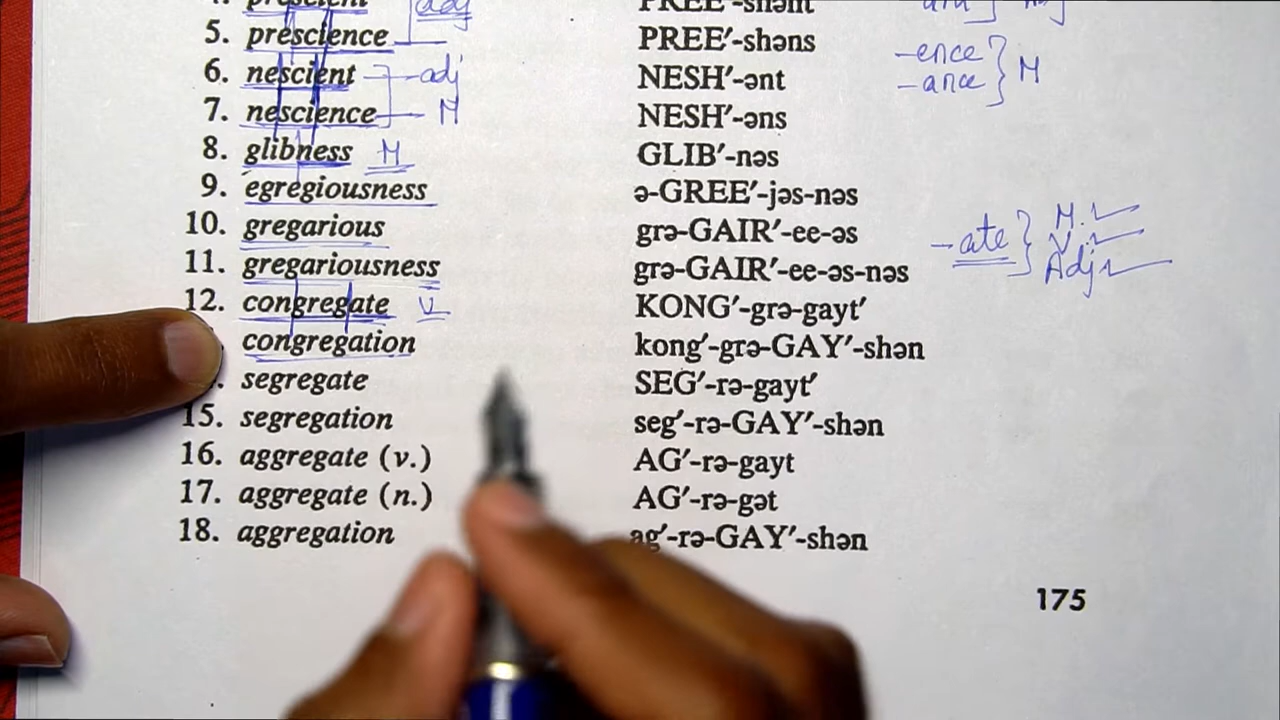 5. prescience PREE′-shəns
-ence
6. nescient adj NESH′-ənt
-ance } N
7. nescience N NESH′-əns
8. glibness N GLIB′-nəs
9. egregiousness ə-GREE′-jəs-nəs
10. gregarious grə-GAIR′-ee-əs
-ate } N. V. Adj.
11. gregariousness grə-GAIR′-ee-əs-nəs
12. congregate V KONG′-grə-gayt′
congregation kong′-grə-GAY′-shən
. segregate SEG′-rə-gayt′
15. segregation seg′-rə-GAY′-shən
16. aggregate (v.) AG′-rə-gayt
17. aggregate (n.) AG′-rə-gət
18. aggregation ag′-rə-GAY′-shən
175